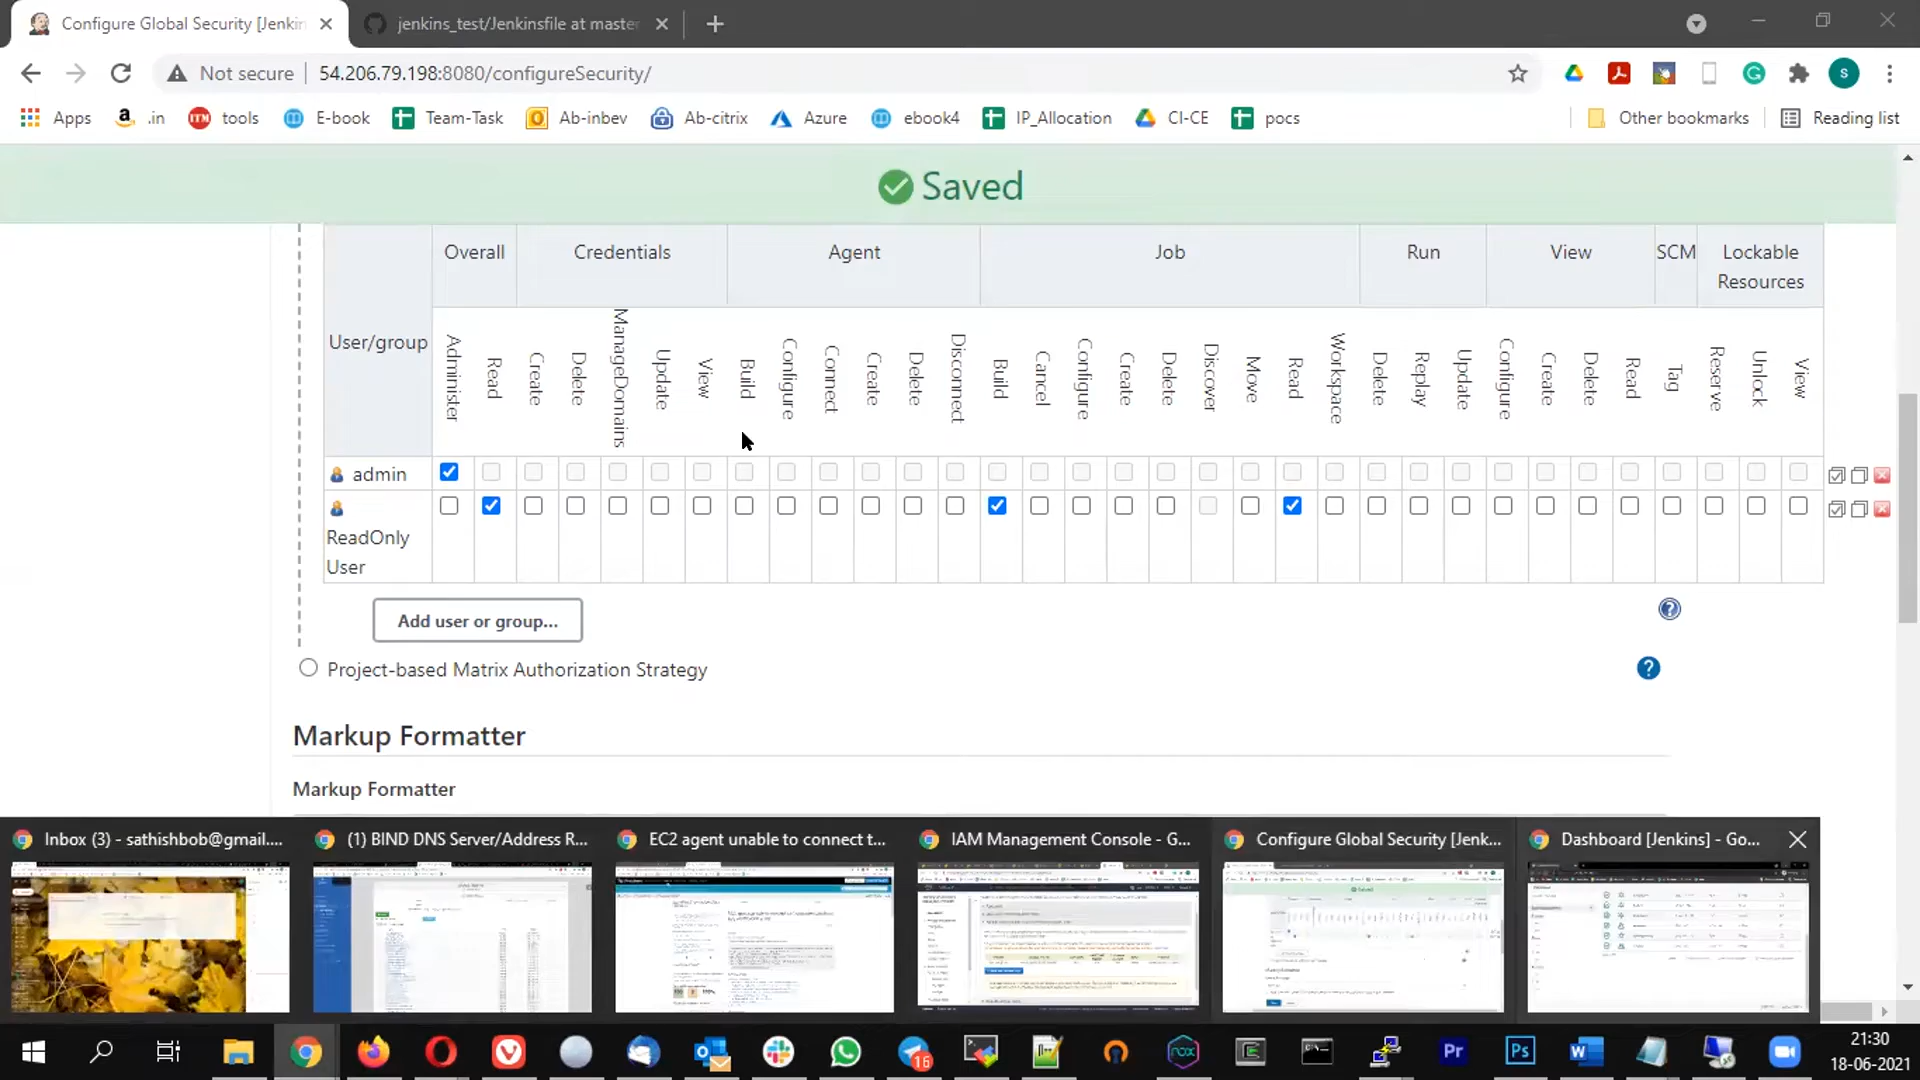 Configure Global Security [Jenkin
jenkins_test/Jenkinsfile at master
Not secure
54.206.79.198:8080/configureSecurity/
s
Apps
.in
tools
E-book
Team-Task
Ab-inbev
Ab-citrix
Azure
ebook4
IP_Allocation
CI-CE
pocs
Other bookmarks
Reading list
Saved
Overall
Credentials
Agent
Job
Run
View
SCM
Lockable Resources
User/group
Administer
Read
Create
Delete
ManageDomains
Update
View
Build
Configure
Connect
Create
Delete
Disconnect
Build
Cancel
Configure
Create
Delete
Discover
Move
Read
Workspace
Delete
Replay
Update
Configure
Create
Delete
Read
Tag
Reserve
Unlock
View
admin
ReadOnly
User
Add user or group...
Project-based Matrix Authorization Strategy
Markup Formatter
Markup Formatter
Inbox (3) - sathishbob@gmail....
(1) BIND DNS Server/Address R...
EC2 agent unable to connect t...
IAM Management Console - G...
Configure Global Security [Jenk...
Dashboard [Jenkins] - Go...
16
nox
Pr
Ps
W
21:30
18-06-2021